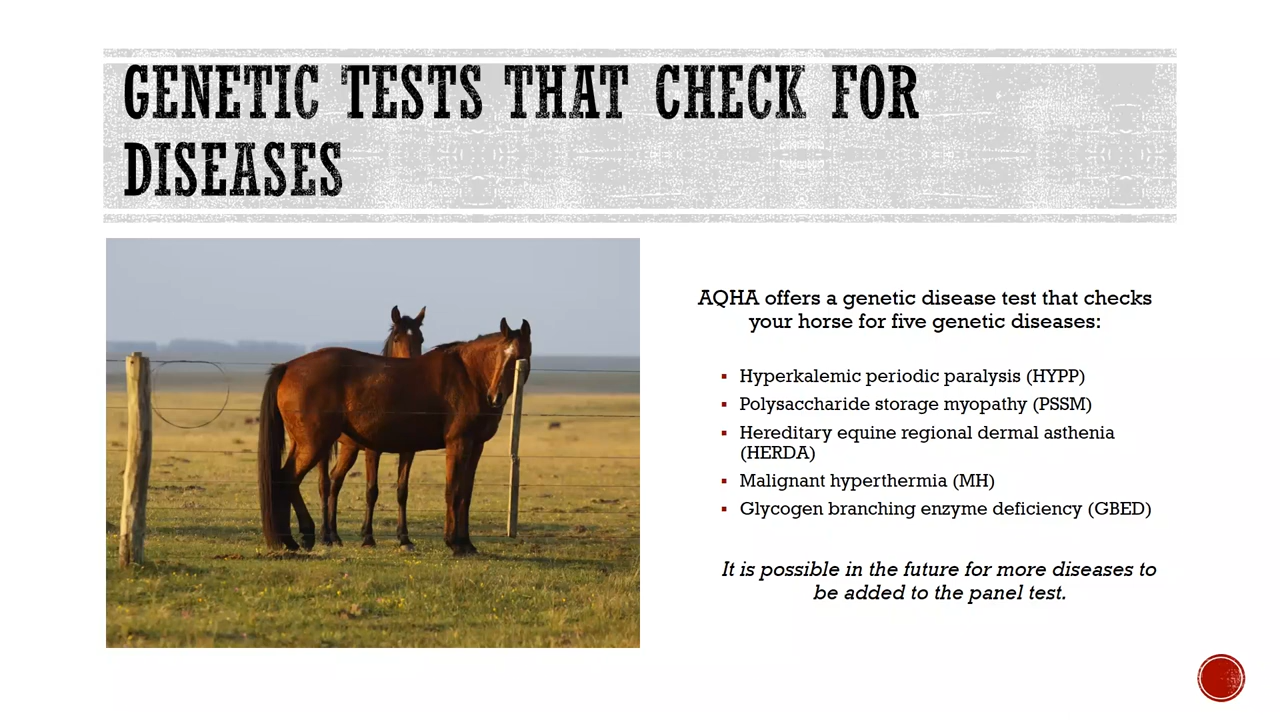 GENETIC TESTS THAT CHECK FOR
DISEASES
AQHA offers a genetic disease test that checks
your horse for five genetic diseases:
▪ Hyperkalemic periodic paralysis (HYPP)
▪ Polysaccharide storage myopathy (PSSM)
▪ Hereditary equine regional dermal asthenia
(HERDA)
▪ Malignant hyperthermia (MH)
▪ Glycogen branching enzyme deficiency (GBED)
It is possible in the future for more diseases to
be added to the panel test.